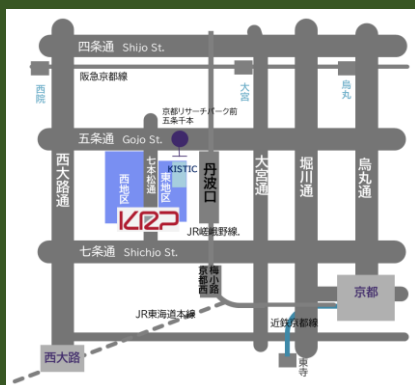 四条通 Shijo St.
阪急京都線
西院
大宮
烏丸
京都リサーチパーク前
五条千本
五条通 Gojo St.
西大路通
西地区
七本松通
東地区
KISTIC
丹波口
大宮通
堀川通
烏丸通
KRP
JR嵯峨野線.
七条通 Shichjo St.
梅小路
京都西
京都
JR東海道本線
近鉄京都線
西大路
東寺